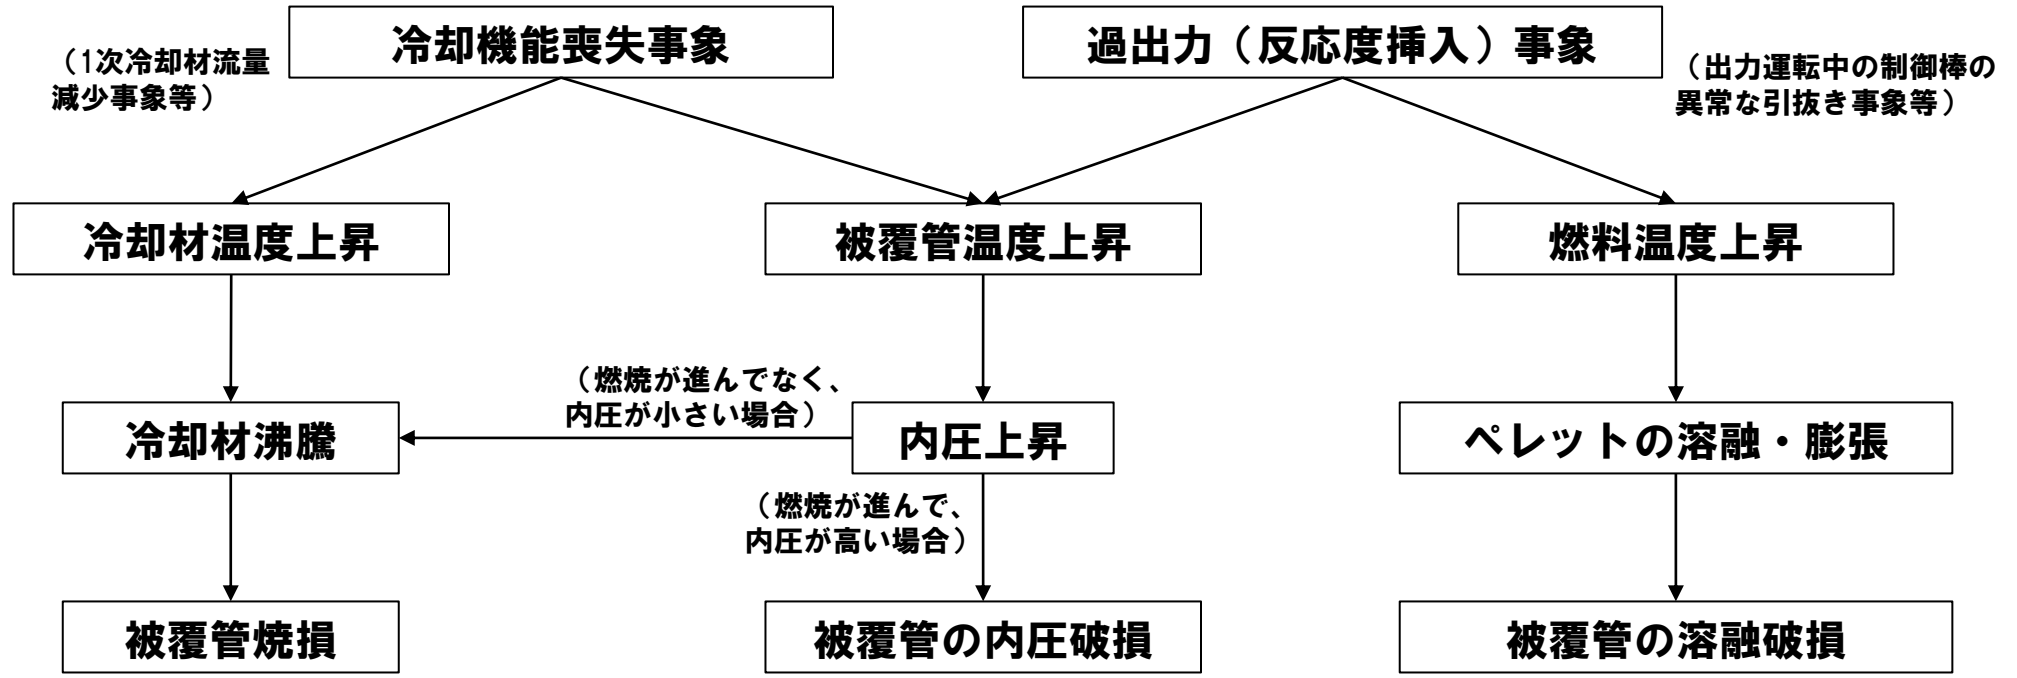 冷却機能喪失事象
過出力（反応度挿入）事象
（1次冷却材流量
減少事象等）
（出力運転中の制御棒の
異常な引抜き事象等）
冷却材温度上昇
被覆管温度上昇
燃料温度上昇
（燃焼が進んでなく、
内圧が小さい場合）
冷却材沸騰
内圧上昇
ペレットの溶融・膨張
（燃焼が進んで、
内圧が高い場合）
被覆管焼損
被覆管の内圧破損
被覆管の溶融破損